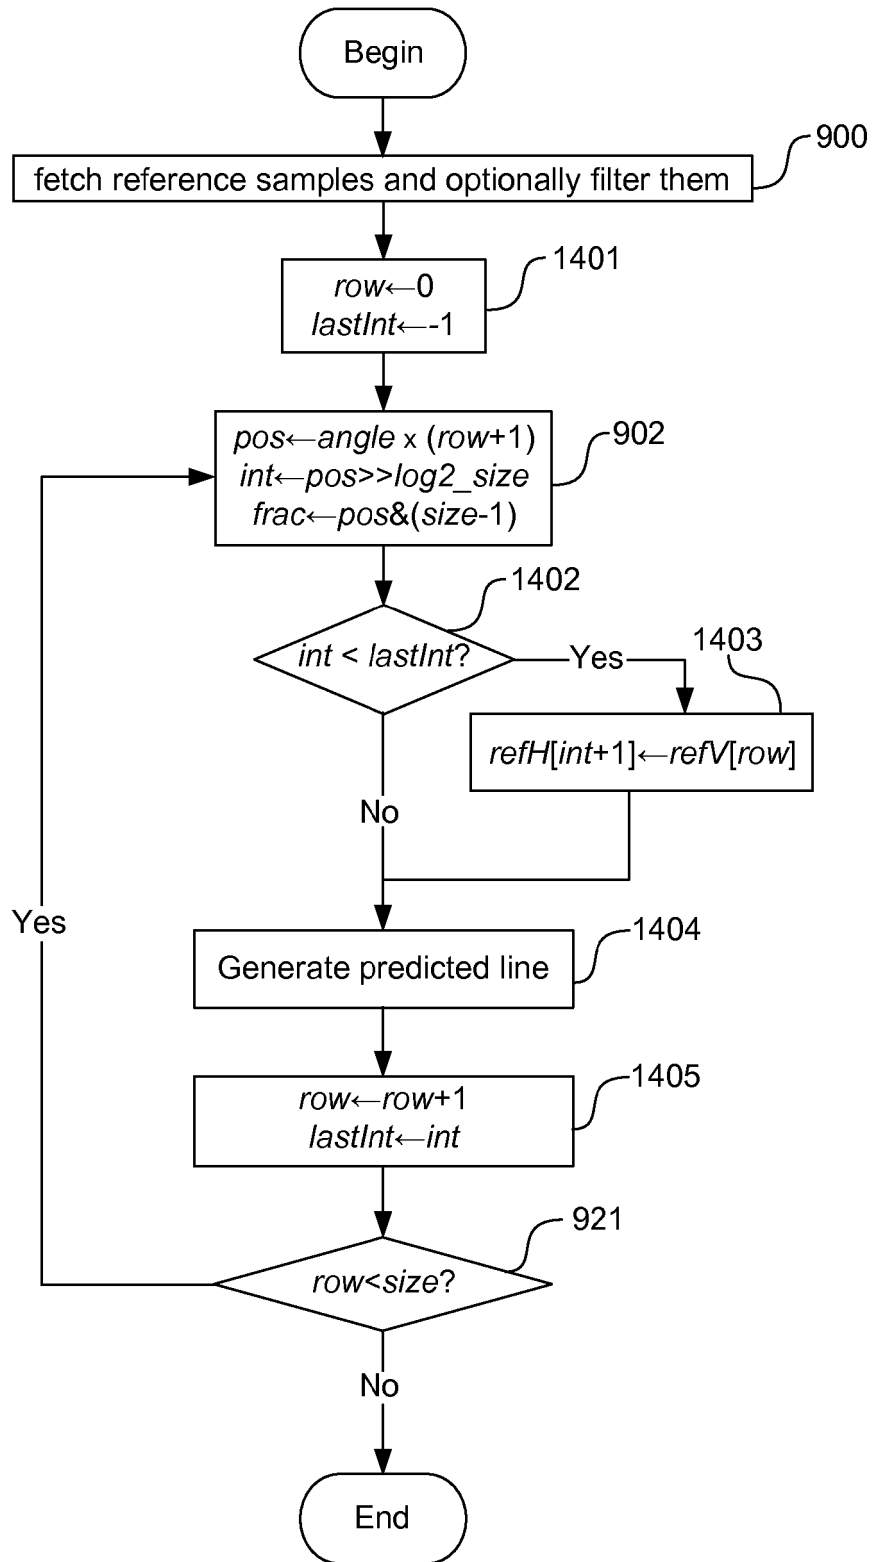 Begin
900
fetch reference samples and optionally filter them
1401
row←0
lastInt←-1
902
pos←angle x (row+1)
int←pos>>log2_size
frac←pos&(size-1)
1402
int < lastInt?
Yes
1403
refH[int+1]←refV[row]
No
Yes
1404
Generate predicted line
1405
row←row+1
lastInt←int
921
row<size?
No
End